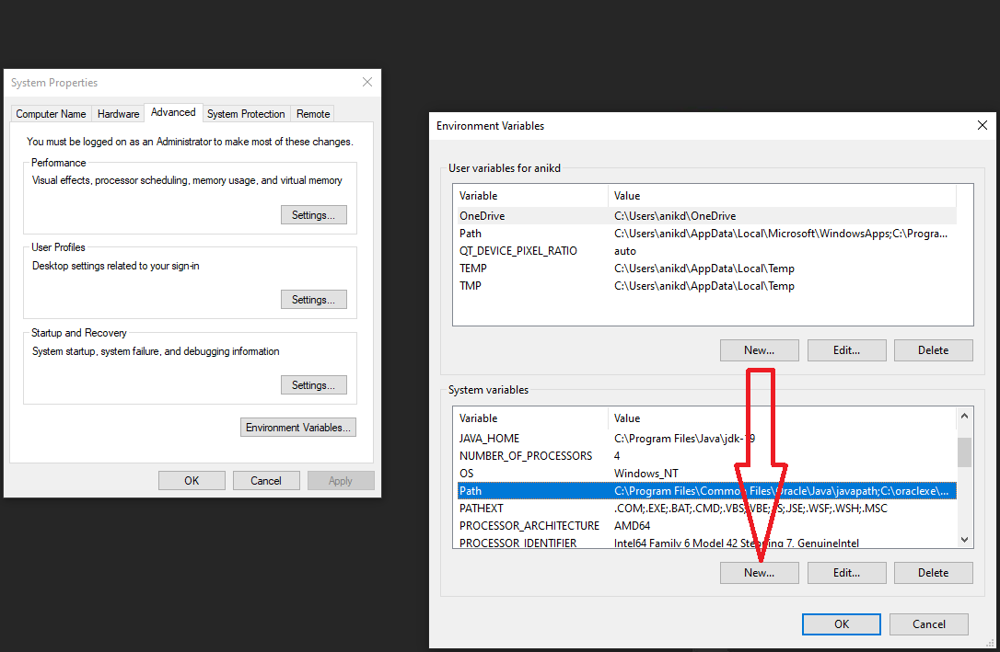 System Properties
Computer Name Hardware Advanced System Protection Remote
You must be logged on as an Administrator to make most of these changes.
Performance
Visual effects, processor scheduling, memory usage, and virtual memory
Settings...
User Profiles
Desktop settings related to your sign-in
Settings...
Startup and Recovery
System startup, system failure, and debugging information
Settings...
Environment Variables...
OK Cancel Apply
Environment Variables
User variables for anikd
Variable Value
OneDrive C:\Users\anikd\OneDrive
Path C:\Users\anikd\AppData\Local\Microsoft\WindowsApps;C:\Progra...
QT_DEVICE_PIXEL_RATIO auto
TEMP C:\Users\anikd\AppData\Local\Temp
TMP C:\Users\anikd\AppData\Local\Temp
New... Edit... Delete
System variables
Variable Value
JAVA_HOME C:\Program Files\Java\jdk-19
NUMBER_OF_PROCESSORS 4
OS Windows_NT
Path C:\Program Files\Common Files\Oracle\Java\javapath;C:\oraclexe\...
PATHEXT .COM;.EXE;.BAT;.CMD;.VBS;.VBE;.JS;.JSE;.WSF;.WSH;.MSC
PROCESSOR_ARCHITECTURE AMD64
PROCESSOR_IDENTIFIER Intel64 Family 6 Model 42 Stepping 7, GenuineIntel
New... Edit... Delete
OK Cancel